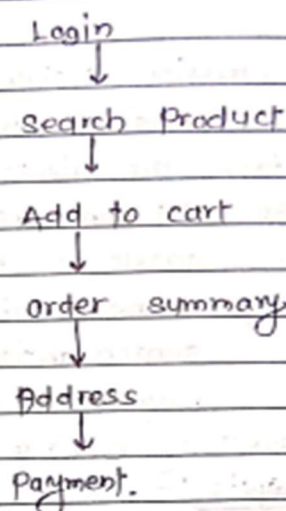 Login
↓
Search Product
↓
Add to cart
↓
order summary
↓
Address
↓
Payment.